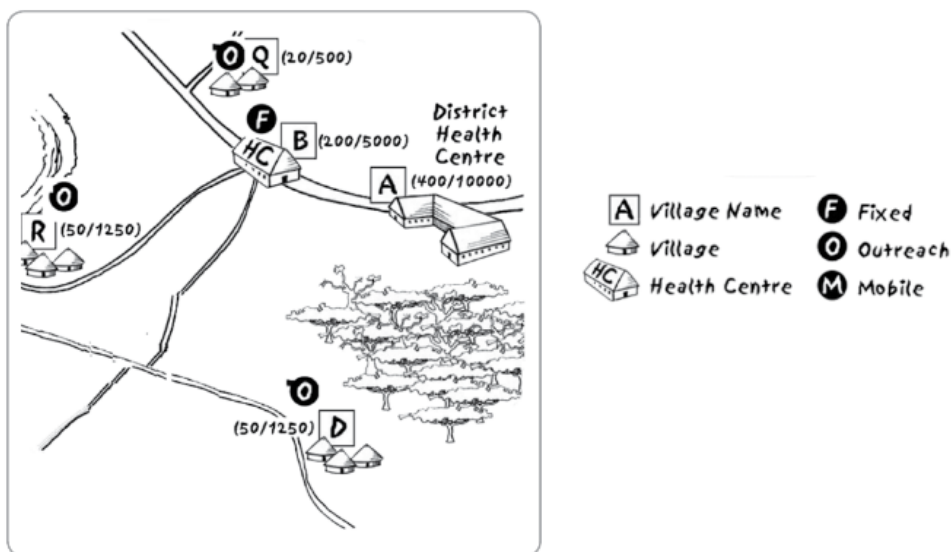 O Q (20/500)
F
HC B (200/5000)
District
Health
Centre
A (400/10000)
O
R (50/1250)
O
(50/1250) D
A Village Name
Village
HC Health Centre
F Fixed
O Outreach
M Mobile